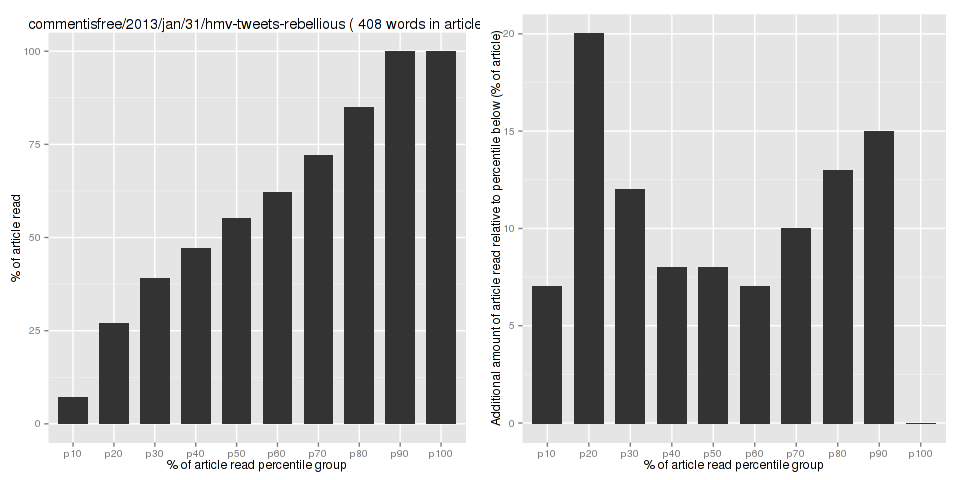 commentisfree/2013/jan/31/hmv-tweets-rebellious ( 408 words in article
% of article read
100
75
50
25
0
p10 p20 p30 p40 p50 p60 p70 p80 p90 p100
% of article read percentile group
Additional amount of article read relative to percentile below (% of article)
20
15
10
5
0
p10 p20 p30 p40 p50 p60 p70 p80 p90 p100
% of article read percentile group